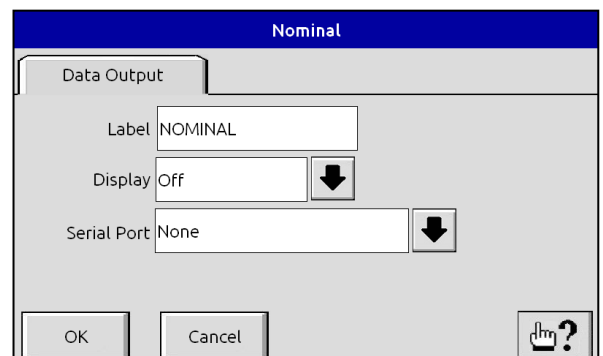 Nominal
Data Output
Label NOMINAL
Display Off
Serial Port None
OK Cancel ?